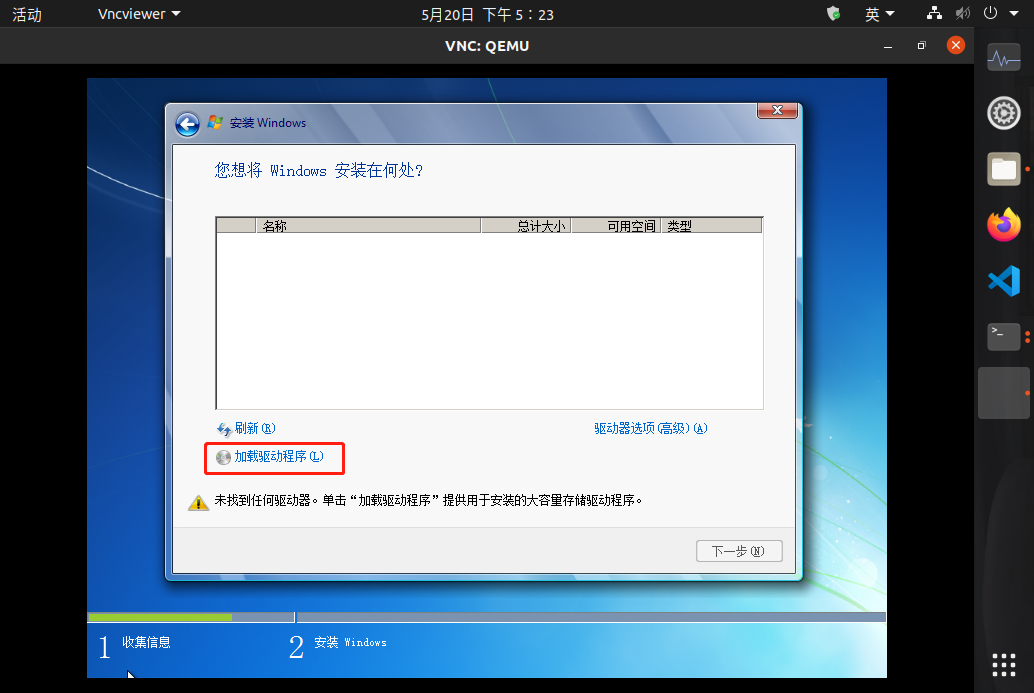 活动 Vncviewer 5月20日 下午 5：23 英
VNC: QEMU
安装 Windows
您想将 Windows 安装在何处?
名称 总计大小 可用空间 类型
刷新(R) 驱动器选项(高级)(A)
加载驱动程序(L)
未找到任何驱动器。单击“加载驱动程序”提供用于安装的大容量存储驱动程序。
下一步(N)
1 收集信息 2 安装 Windows